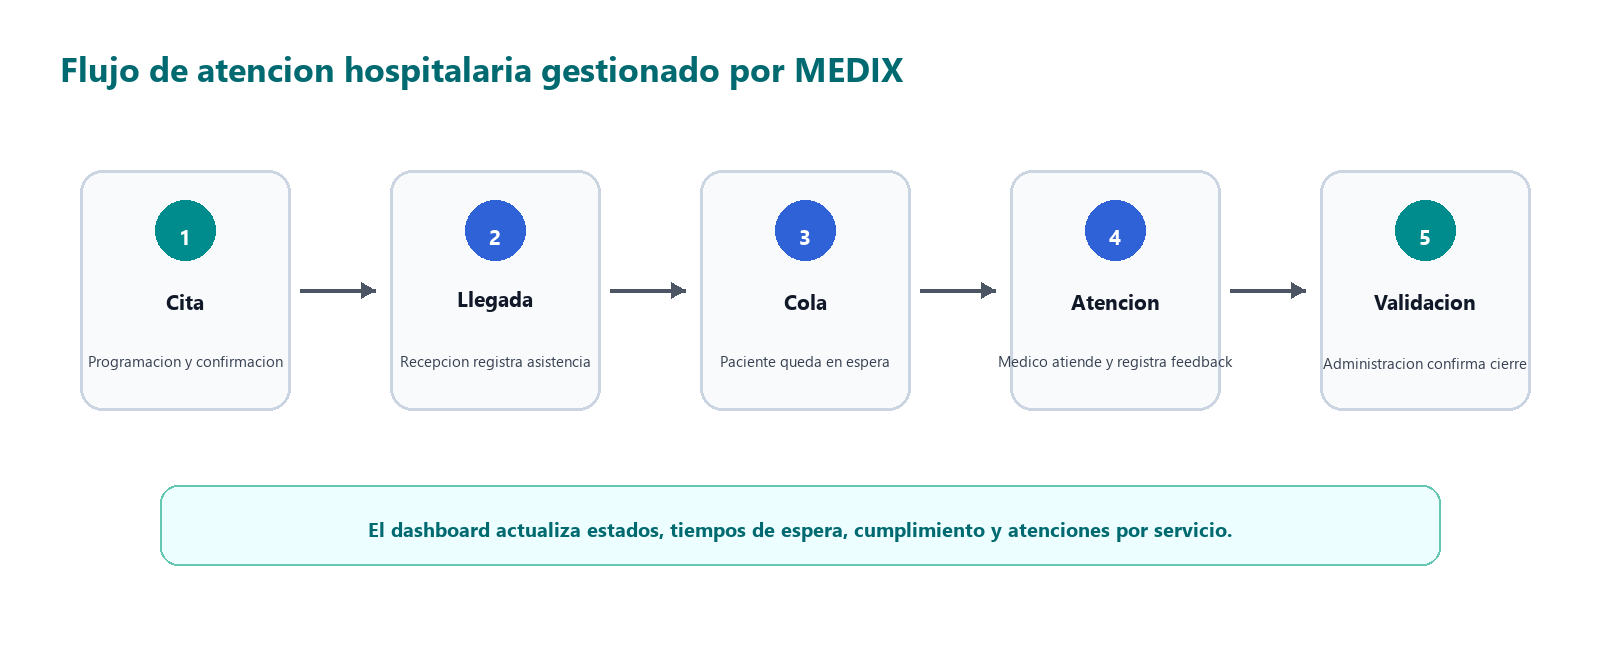 Flujo de atencion hospitalaria gestionado por MEDIX
1
Cita
Programacion y confirmacion
2
Llegada
Recepcion registra asistencia
3
Cola
Paciente queda en espera
4
Atencion
Medico atiende y registra feedback
5
Validacion
Administracion confirma cierre
El dashboard actualiza estados, tiempos de espera, cumplimiento y atenciones por servicio.